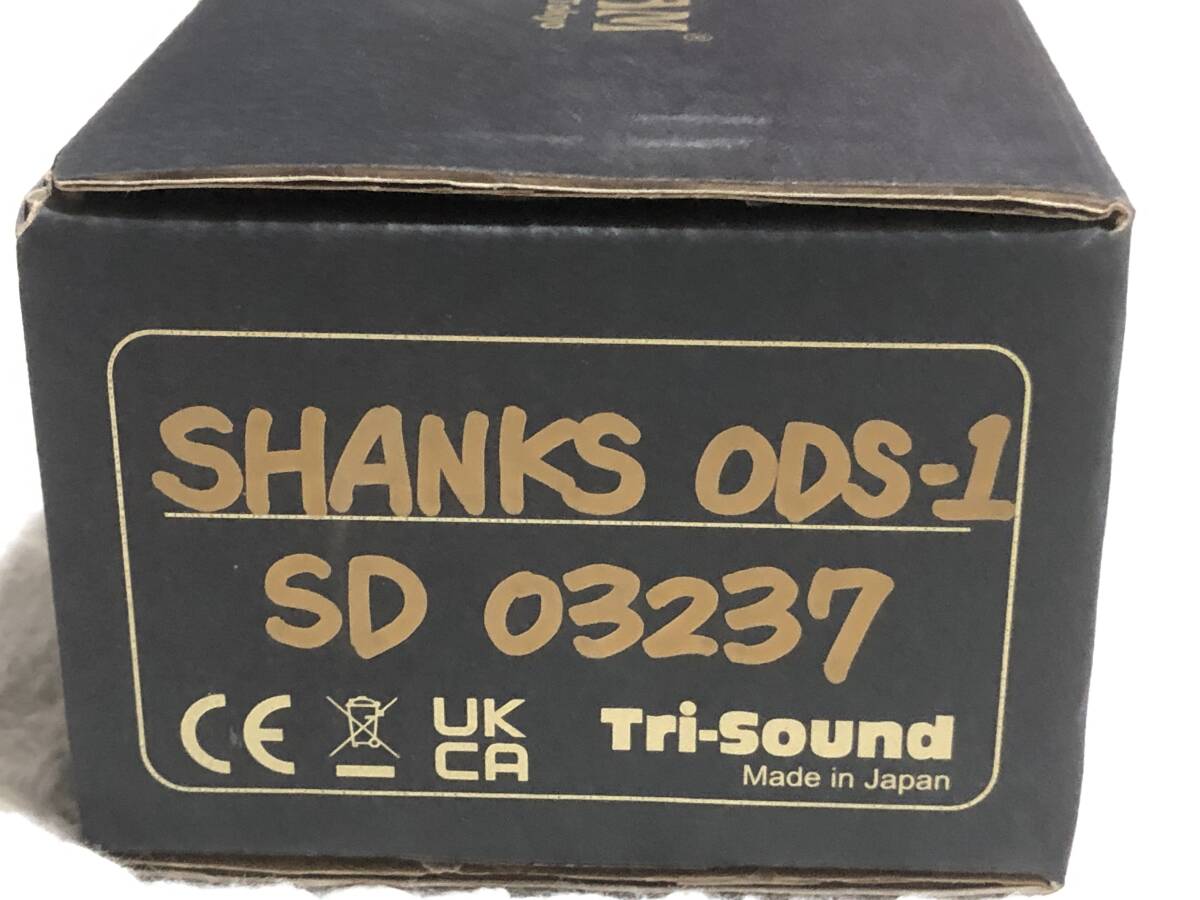 SHANKS ODS-1
SD 03237
CE
UK
CA
Tri-Sound
Made in Japan